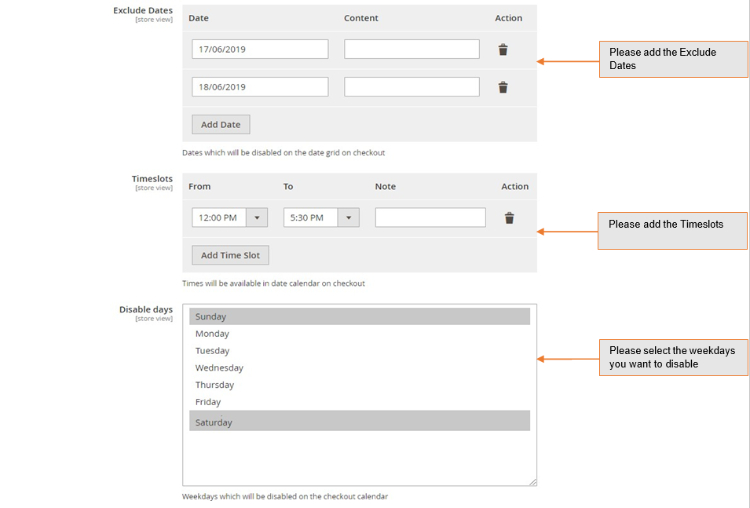 Exclude Dates
[store view]
Date Content Action
17/06/2019
18/06/2019
Add Date
Dates which will be disabled on the date grid on checkout
Please add the Exclude
Dates
Timeslots
[store view]
From To Note Action
12:00 PM 5:30 PM
Add Time Slot
Times will be available in date calendar on checkout
Please add the Timeslots
Disable days
[store view]
Sunday
Monday
Tuesday
Wednesday
Thursday
Friday
Saturday
Weekdays which will be disabled on the checkout calendar
Please select the weekdays
you want to disable